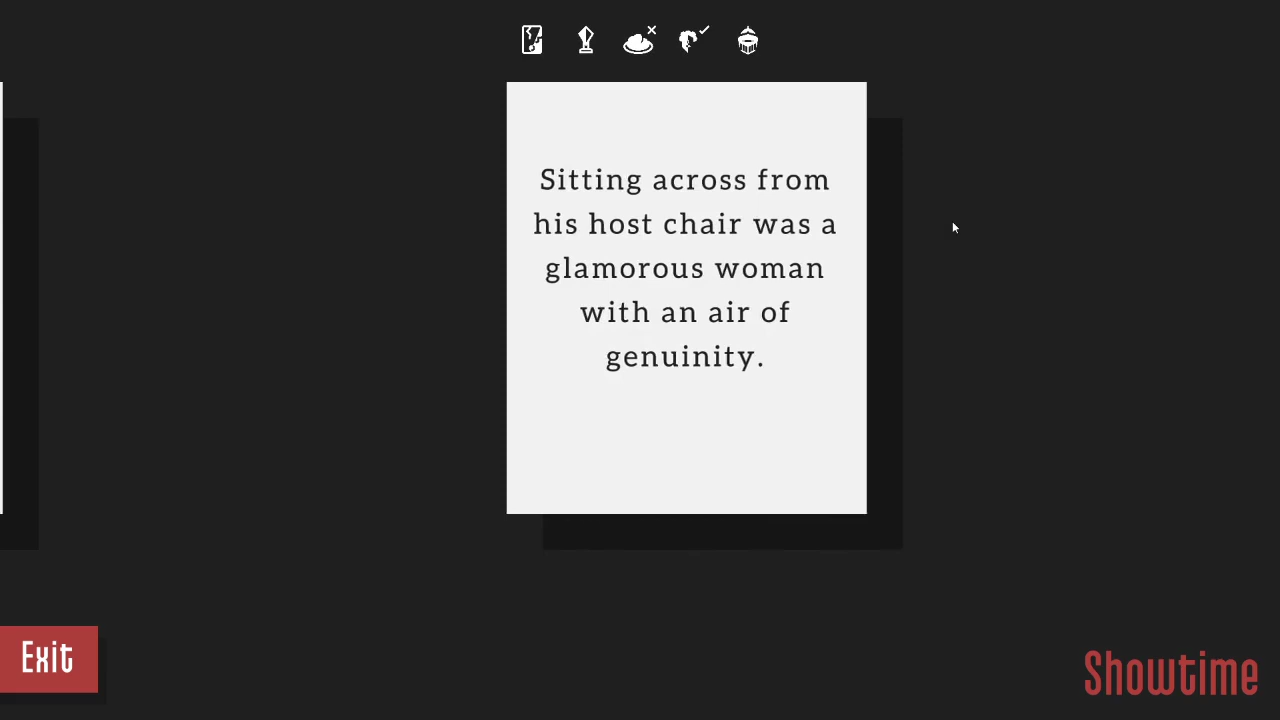 Sitting across from
his host chair was a
glamorous woman
with an air of
genuinity.
Exit
Showtime